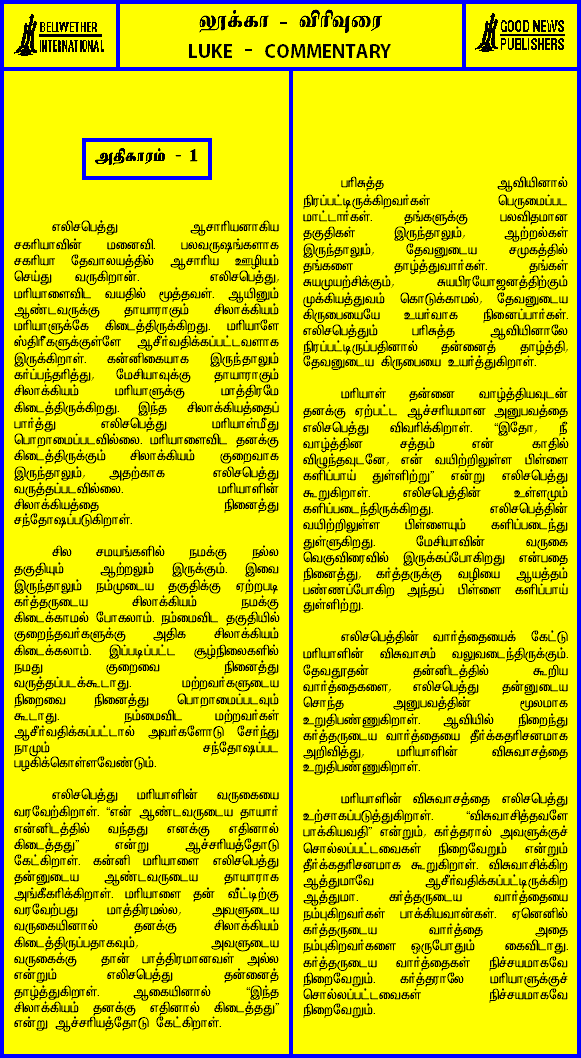 BELLWETHER
INTERNATIONAL
லூக்கா - விரிவுரை
LUKE - COMMENTARY
GOOD NEWS
PUBLISHERS
அதிகாரம் - 1
எலிசபெத்து ஆசாரியனாகிய
சகரியாவின் மனைவி. பலவருஷங்களாக
சகரியா தேவாலயத்தில் ஆசாரிய ஊழியம்
செய்து வருகிறான். எலிசபெத்து,
மரியாளைவிட வயதில் மூத்தவள். ஆயினும்
ஆண்டவருக்கு தாயாராகும் சிலாக்கியம்
மரியாளுக்கே கிடைத்திருக்கிறது. மரியாளே
ஸ்திரீகளுக்குள்ளே ஆசீர்வதிக்கப்பட்டவளாக
இருக்கிறாள். கன்னிகையாக இருந்தாலும்
கர்ப்பந்தரித்து, மேசியாவுக்கு தாயாராகும்
சிலாக்கியம் மரியாளுக்கு மாத்திரமே
கிடைத்திருக்கிறது. இந்த சிலாக்கியத்தைப்
பார்த்து எலிசபெத்து மரியாள்மீது
பொறாமைப்படவில்லை. மரியாளைவிட தனக்கு
கிடைத்திருக்கும் சிலாக்கியம் குறைவாக
இருந்தாலும், அதற்காக எலிசபெத்து
வருத்தப்படவில்லை. மரியாளின்
சிலாக்கியத்தை நினைத்து
சந்தோஷப்படுகிறாள்.
சில சமயங்களில் நமக்கு நல்ல
தகுதியும் ஆற்றலும் இருக்கும். இவை
இருந்தாலும் நம்முடைய தகுதிக்கு ஏற்றபடி
கர்த்தருடைய சிலாக்கியம் நமக்கு
கிடைக்காமல் போகலாம். நம்மைவிட தகுதியில்
குறைந்தவர்களுக்கு அதிக சிலாக்கியம்
கிடைக்கலாம். இப்படிப்பட்ட சூழ்நிலைகளில்
நமது குறைவை நினைத்து
வருத்தப்படக்கூடாது. மற்றவர்களுடைய
நிறைவை நினைத்து பொறாமைப்படவும்
கூடாது. நம்மைவிட மற்றவர்கள்
ஆசீர்வதிக்கப்பட்டால் அவர்களோடு சேர்ந்து
நாமும் சந்தோஷப்பட
பழகிக்கொள்ளவேண்டும்.
எலிசபெத்து மரியாளின் வருகையை
வரவேற்கிறாள். “என் ஆண்டவருடைய தாயார்
என்னிடத்தில் வந்தது எனக்கு எதினால்
கிடைத்தது” என்று ஆச்சரியத்தோடு
கேட்கிறாள். கன்னி மரியாளை எலிசபெத்து
தன்னுடைய ஆண்டவருடைய தாயாராக
அங்கீகரிக்கிறாள். மரியாளை தன் வீட்டிற்கு
வரவேற்பது மாத்திரமல்ல, அவளுடைய
வருகையினால் தனக்கு சிலாக்கியம்
கிடைத்திருப்பதாகவும், அவளுடைய
வருகைக்கு தான் பாத்திரமானவள் அல்ல
என்றும் எலிசபெத்து தன்னைத்
தாழ்த்துகிறாள். ஆகையினால் “இந்த
சிலாக்கியம் தனக்கு எதினால் கிடைத்தது”
என்று ஆச்சரியத்தோடு கேட்கிறாள்.
பரிசுத்த ஆவியினால்
நிரப்பட்டிருக்கிறவர்கள் பெருமைப்பட
மாட்டார்கள். தங்களுக்கு பலவிதமான
தகுதிகள் இருந்தாலும், ஆற்றல்கள்
இருந்தாலும், தேவனுடைய சமுகத்தில்
தங்களை தாழ்த்துவார்கள். தங்கள்
சுயமுயற்சிக்கும், சுயபிரயோஜனத்திற்கும்
முக்கியத்துவம் கொடுக்காமல், தேவனுடைய
கிருபையையே உயர்வாக நினைப்பார்கள்.
எலிசபெத்தும் பரிசுத்த ஆவியினாலே
நிரப்பட்டிருப்பதினால் தன்னைத் தாழ்த்தி,
தேவனுடைய கிருபையை உயர்த்துகிறாள்.
மரியாள் தன்னை வாழ்த்தியவுடன்
தனக்கு ஏற்பட்ட ஆச்சரியமான அனுபவத்தை
எலிசபெத்து விவரிக்கிறாள். “இதோ, நீ
வாழ்த்தின சத்தம் என் காதில்
விழுந்தவுடனே, என் வயிற்றிலுள்ள பிள்ளை
களிப்பாய் துள்ளிற்று” என்று எலிசபெத்து
கூறுகிறாள். எலிசபெத்தின் உள்ளமும்
களிப்படைந்திருக்கிறது. எலிசபெத்தின்
வயிற்றிலுள்ள பிள்ளையும் களிப்படைந்து
துள்ளுகிறது. மேசியாவின் வருகை
வெகுவிரைவில் இருக்கப்போகிறது என்பதை
நினைத்து, கர்த்தருக்கு வழியை ஆயத்தம்
பண்ணப்போகிற அந்தப் பிள்ளை களிப்பாய்
துள்ளிற்று.
எலிசபெத்தின் வார்த்தையைக் கேட்டு
மரியாளின் விசுவாசம் வலுவடைந்திருக்கும்.
தேவதூதன் தன்னிடத்தில் கூறிய
வார்த்தைகளை, எலிசபெத்து தன்னுடைய
சொந்த அனுபவத்தின் மூலமாக
உறுதிபண்ணுகிறாள். ஆவியில் நிறைந்து
கர்த்தருடைய வார்த்தையை தீர்க்கதரிசனமாக
அறிவித்து, மரியாளின் விசுவாசத்தை
உறுதிபண்ணுகிறாள்.
மரியாளின் விசுவாசத்தை எலிசபெத்து
உற்சாகப்படுத்துகிறாள். “விசுவாசித்தவளே
பாக்கியவதி” என்றும், கர்த்தரால் அவளுக்குச்
சொல்லப்பட்டவைகள் நிறைவேறும் என்றும்
தீர்க்கதரிசனமாக கூறுகிறாள். விசுவாசிக்கிற
ஆத்துமாவே ஆசீர்வதிக்கப்பட்டிருக்கிற
ஆத்துமா. கர்த்தருடைய வார்த்தையை
நம்புகிறவர்கள் பாக்கியவான்கள். ஏனெனில்
கர்த்தருடைய வார்த்தை அதை
நம்புகிறவர்களை ஒருபோதும் கைவிடாது.
கர்த்தருடைய வார்த்தைகள் நிச்சயமாகவே
நிறைவேறும். கர்த்தராலே மரியாளுக்குச்
சொல்லப்பட்டவைகள் நிச்சயமாகவே
நிறைவேறும்.